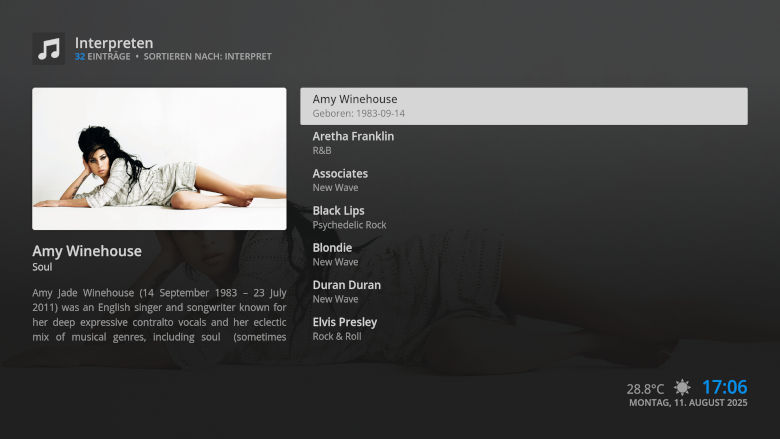 Interpreten
32 EINTRÄGE • SORTIEREN NACH: INTERPRET
Amy Winehouse
Soul
Amy Jade Winehouse (14 September 1983 – 23 July
2011) was an English singer and songwriter known for
her deep expressive contralto vocals and her eclectic
mix of musical genres, including soul (sometimes
Amy Winehouse
Geboren: 1983-09-14
Aretha Franklin
R&B
Associates
New Wave
Black Lips
Psychedelic Rock
Blondie
New Wave
Duran Duran
New Wave
Elvis Presley
Rock & Roll
28.8°C 17:06
MONTAG, 11. AUGUST 2025